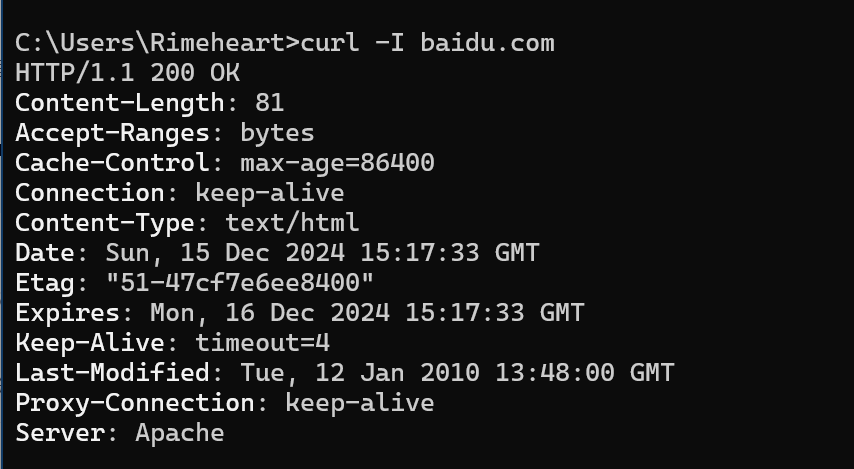 C:\Users\Rimeheart>curl -I baidu.com
HTTP/1.1 200 OK
Content-Length: 81
Accept-Ranges: bytes
Cache-Control: max-age=86400
Connection: keep-alive
Content-Type: text/html
Date: Sun, 15 Dec 2024 15:17:33 GMT
Etag: "51-47cf7e6ee8400"
Expires: Mon, 16 Dec 2024 15:17:33 GMT
Keep-Alive: timeout=4
Last-Modified: Tue, 12 Jan 2010 13:48:00 GMT
Proxy-Connection: keep-alive
Server: Apache